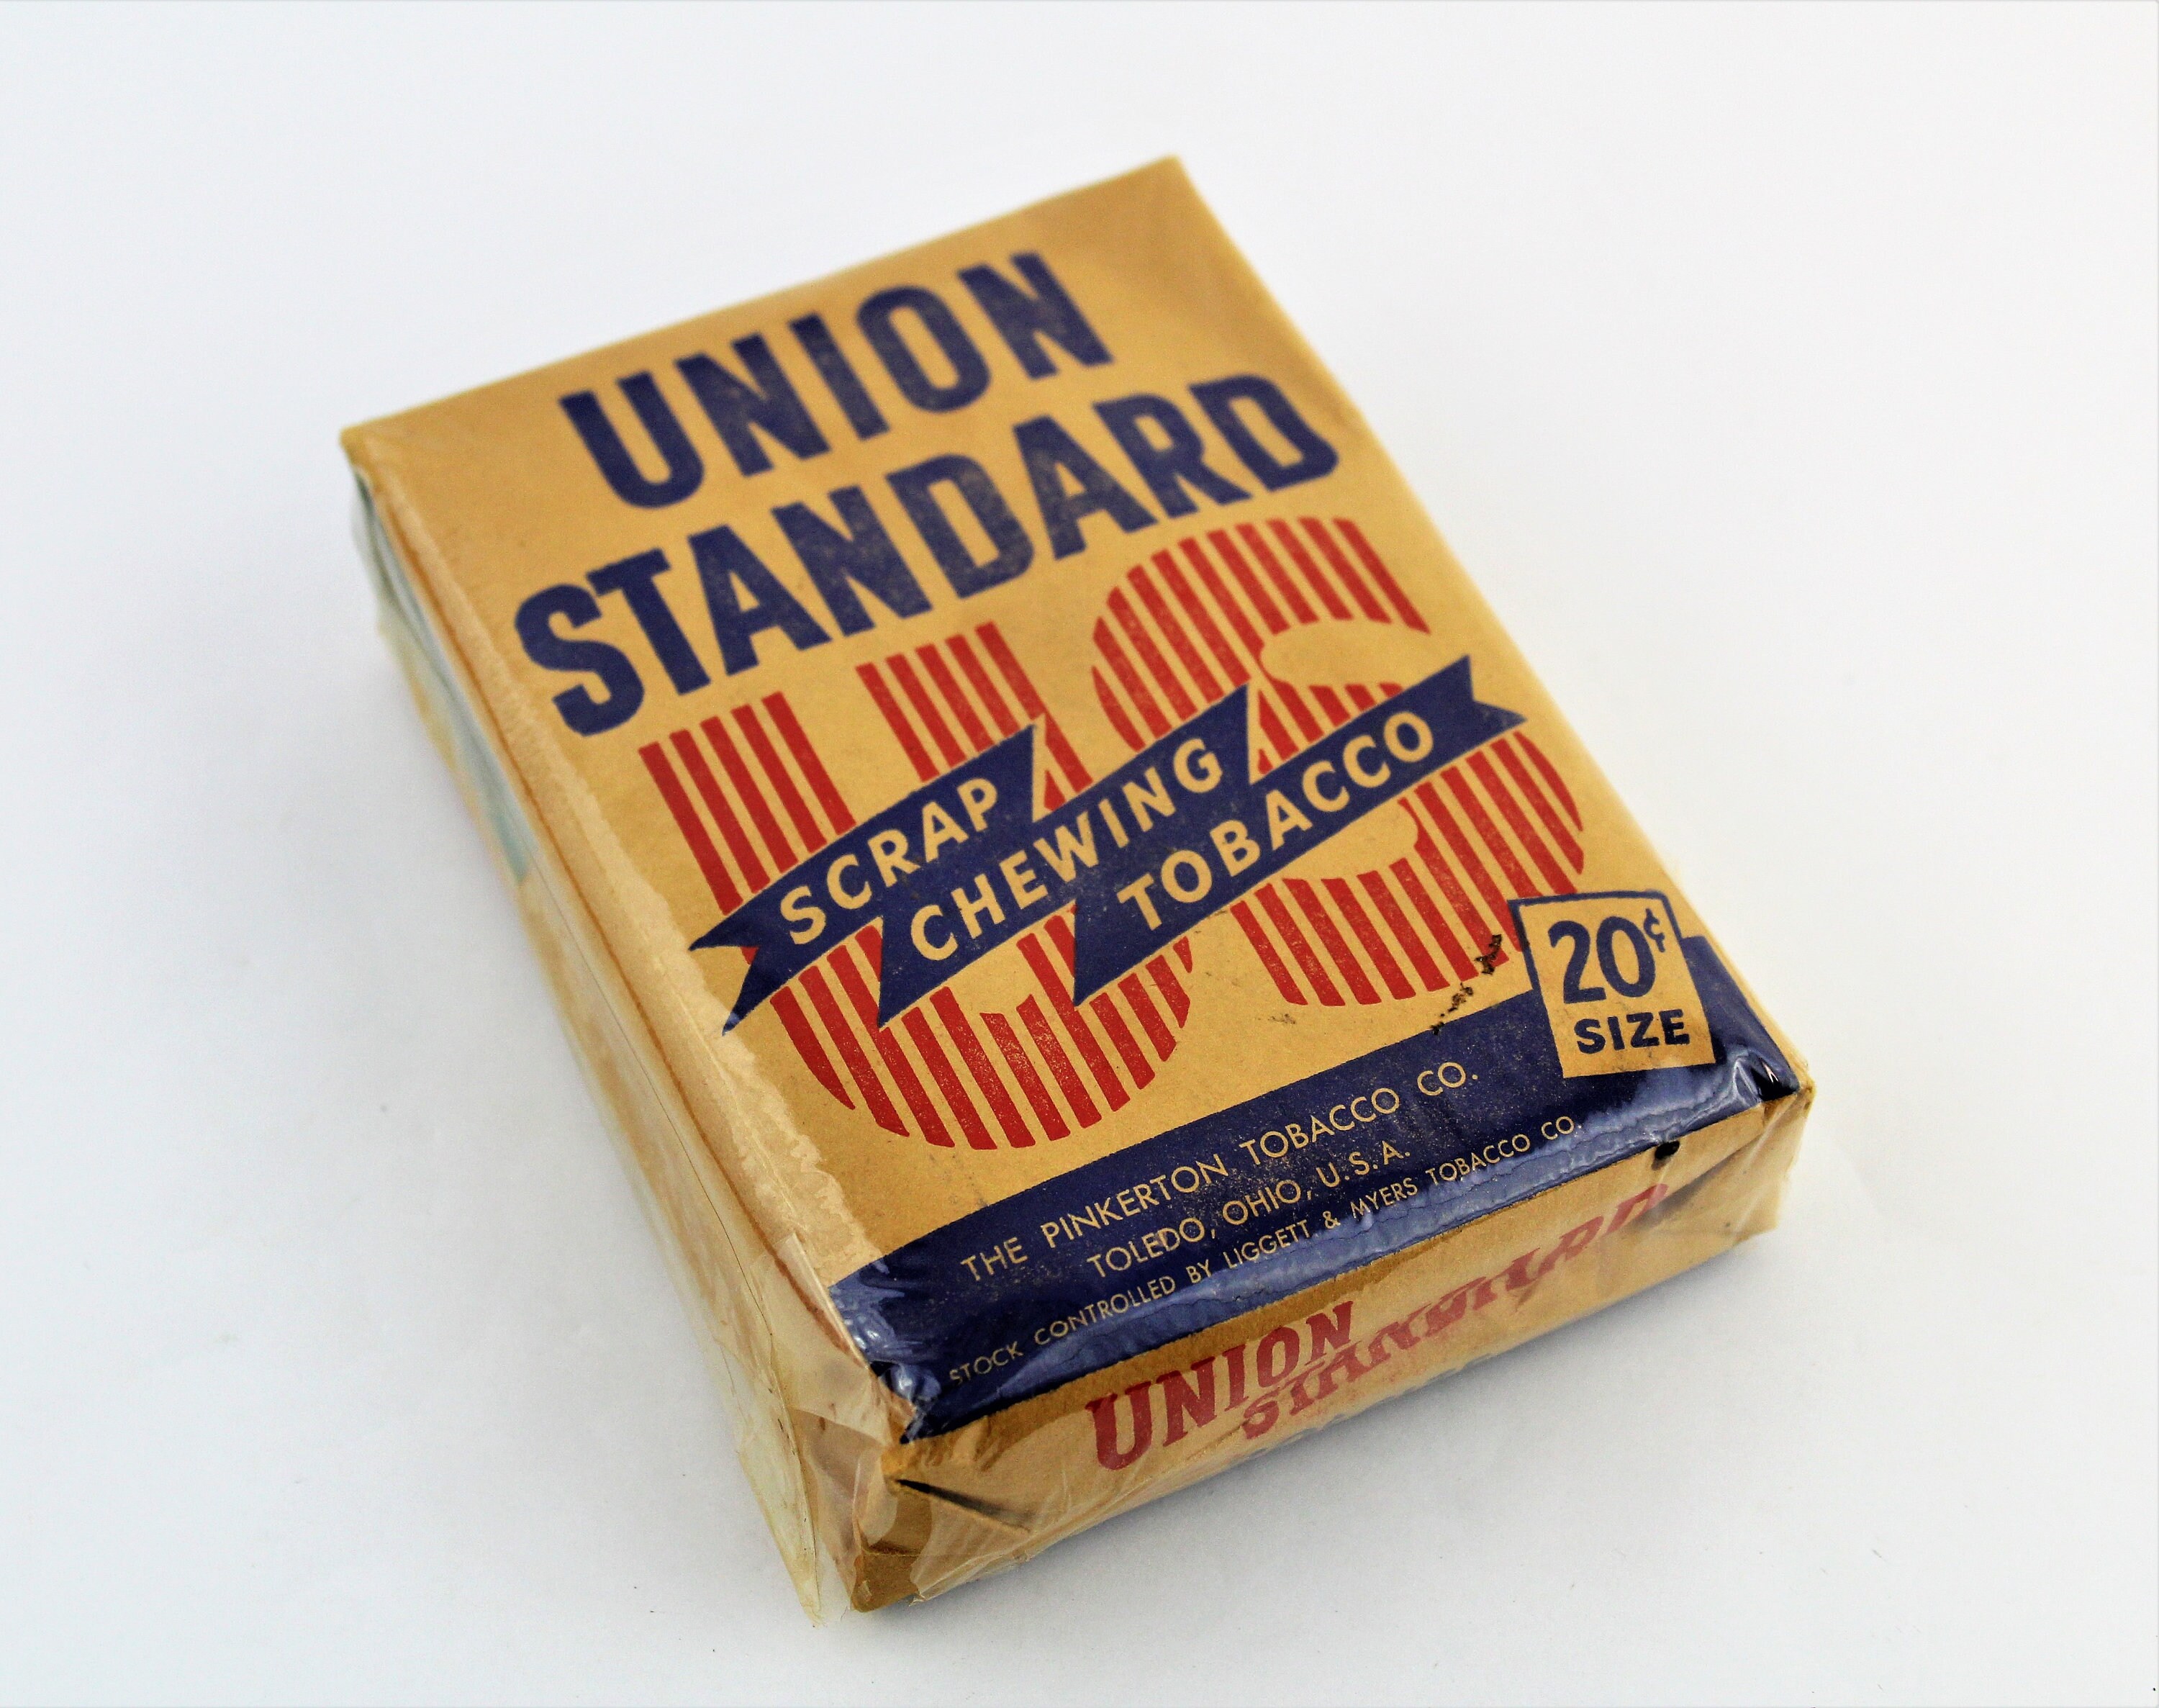 UNION
STANDARD
US
SCRAP
CHEWING
TOBACCO
20¢
SIZE
THE PINKERTON TOBACCO CO.
TOLEDO, OHIO, U.S.A.
STOCK CONTROLLED BY LIGGETT & MYERS TOBACCO CO.
UNION
STANDARD